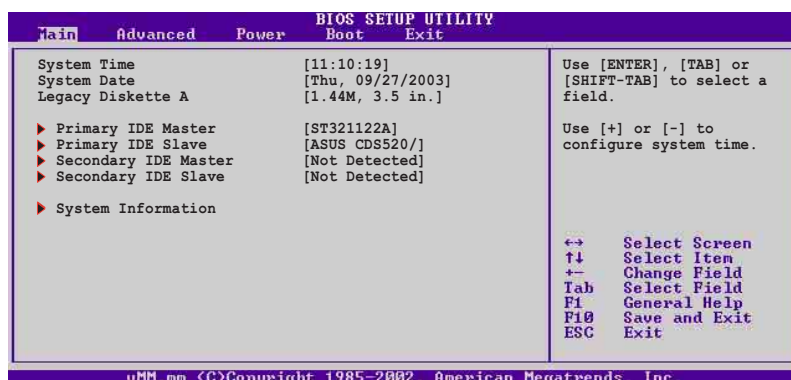 BIOS SETUP UTILITY
Main Advanced Power Boot Exit
System Time [11:10:19]
System Date [Thu, 09/27/2003]
Legacy Diskette A [1.44M, 3.5 in.]
Primary IDE Master [ST321122A]
Primary IDE Slave [ASUS CDS520/]
Secondary IDE Master [Not Detected]
Secondary IDE Slave [Not Detected]
System Information
Use [ENTER], [TAB] or
[SHIFT-TAB] to select a
field.
Use [+] or [-] to
configure system time.
↔ Select Screen
↑↓ Select Item
+- Change Field
Tab Select Field
F1 General Help
F10 Save and Exit
ESC Exit
(C)Copyright 1985-2002, American Megatrends, Inc